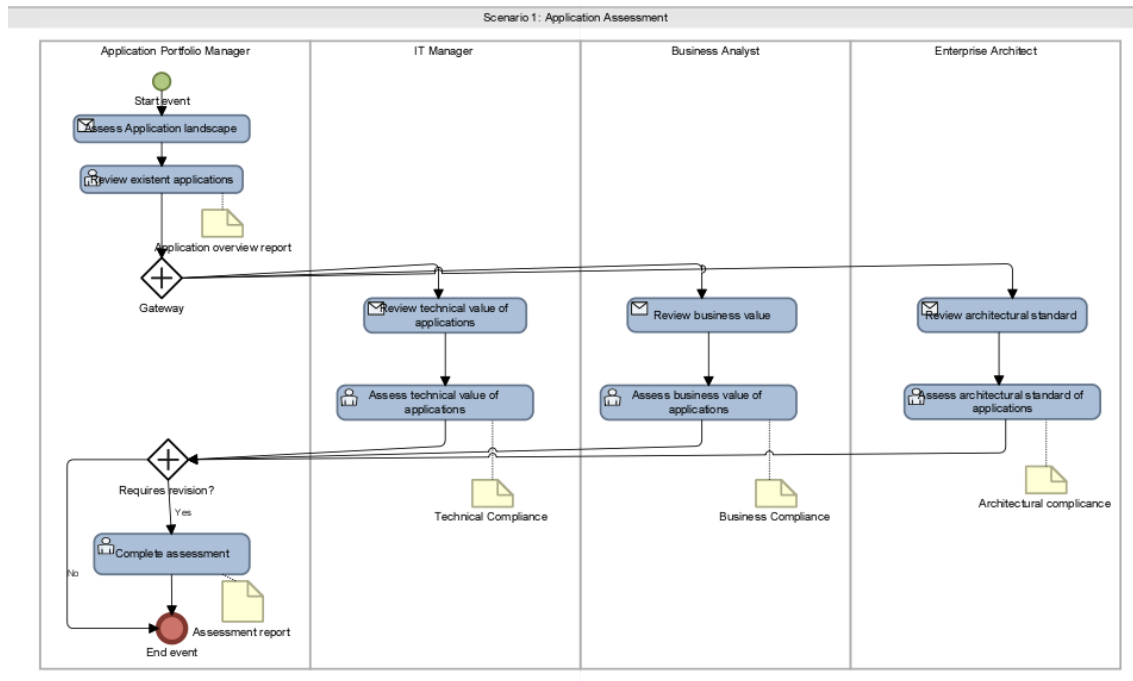 Scenario 1: Application Assessment
Application Portfolio Manager
IT Manager
Business Analyst
Enterprise Architect
Start event
Assess Application landscape
Review existent applications
Application overview report
Gateway
Review technical value of
applications
Review business value
Review architectural standard
Assess technical value of
applications
Assess business value of
applications
Assess architectural standard of
applications
Requires revision?
Technical Compliance
Business Compliance
Architectural complicance
Yes
Complete assessment
No
Assessment report
End event